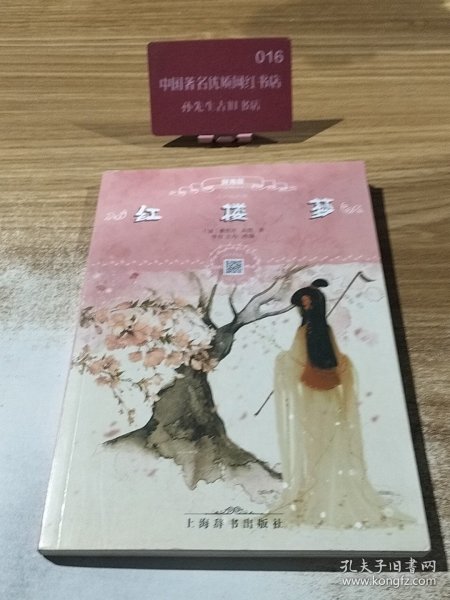 016
中国著名优质网红书店
孙先生古旧书店
红楼梦
上海辞书出版社
孔夫子旧书网
www.kongfz.com